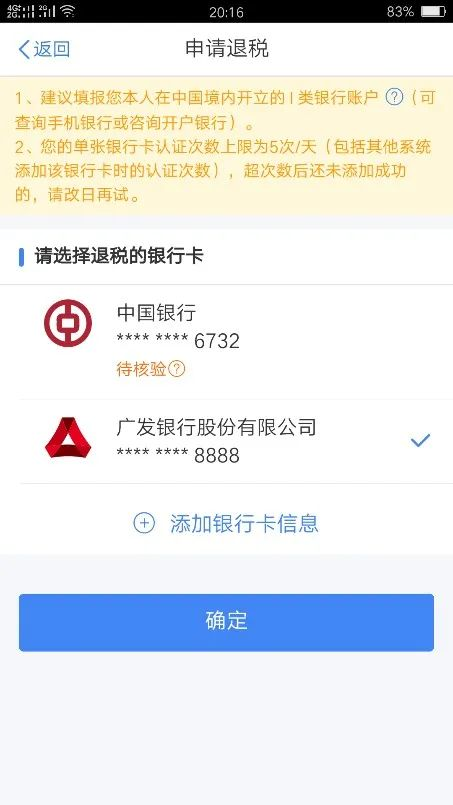 4G 2G 2G 20:16 83%
返回 申请退税
1、建议填报您本人在中国境内开立的Ⅰ类银行账户?（可
查询手机银行或咨询开户银行）。
2、您的单张银行卡认证次数上限为5次/天（包括其他系统
添加该银行卡时的认证次数），超次数后还未添加成功
的，请改日再试。
请选择退税的银行卡
中国银行
**** **** 6732
待核验?
广发银行股份有限公司
**** **** 8888
添加银行卡信息
确定